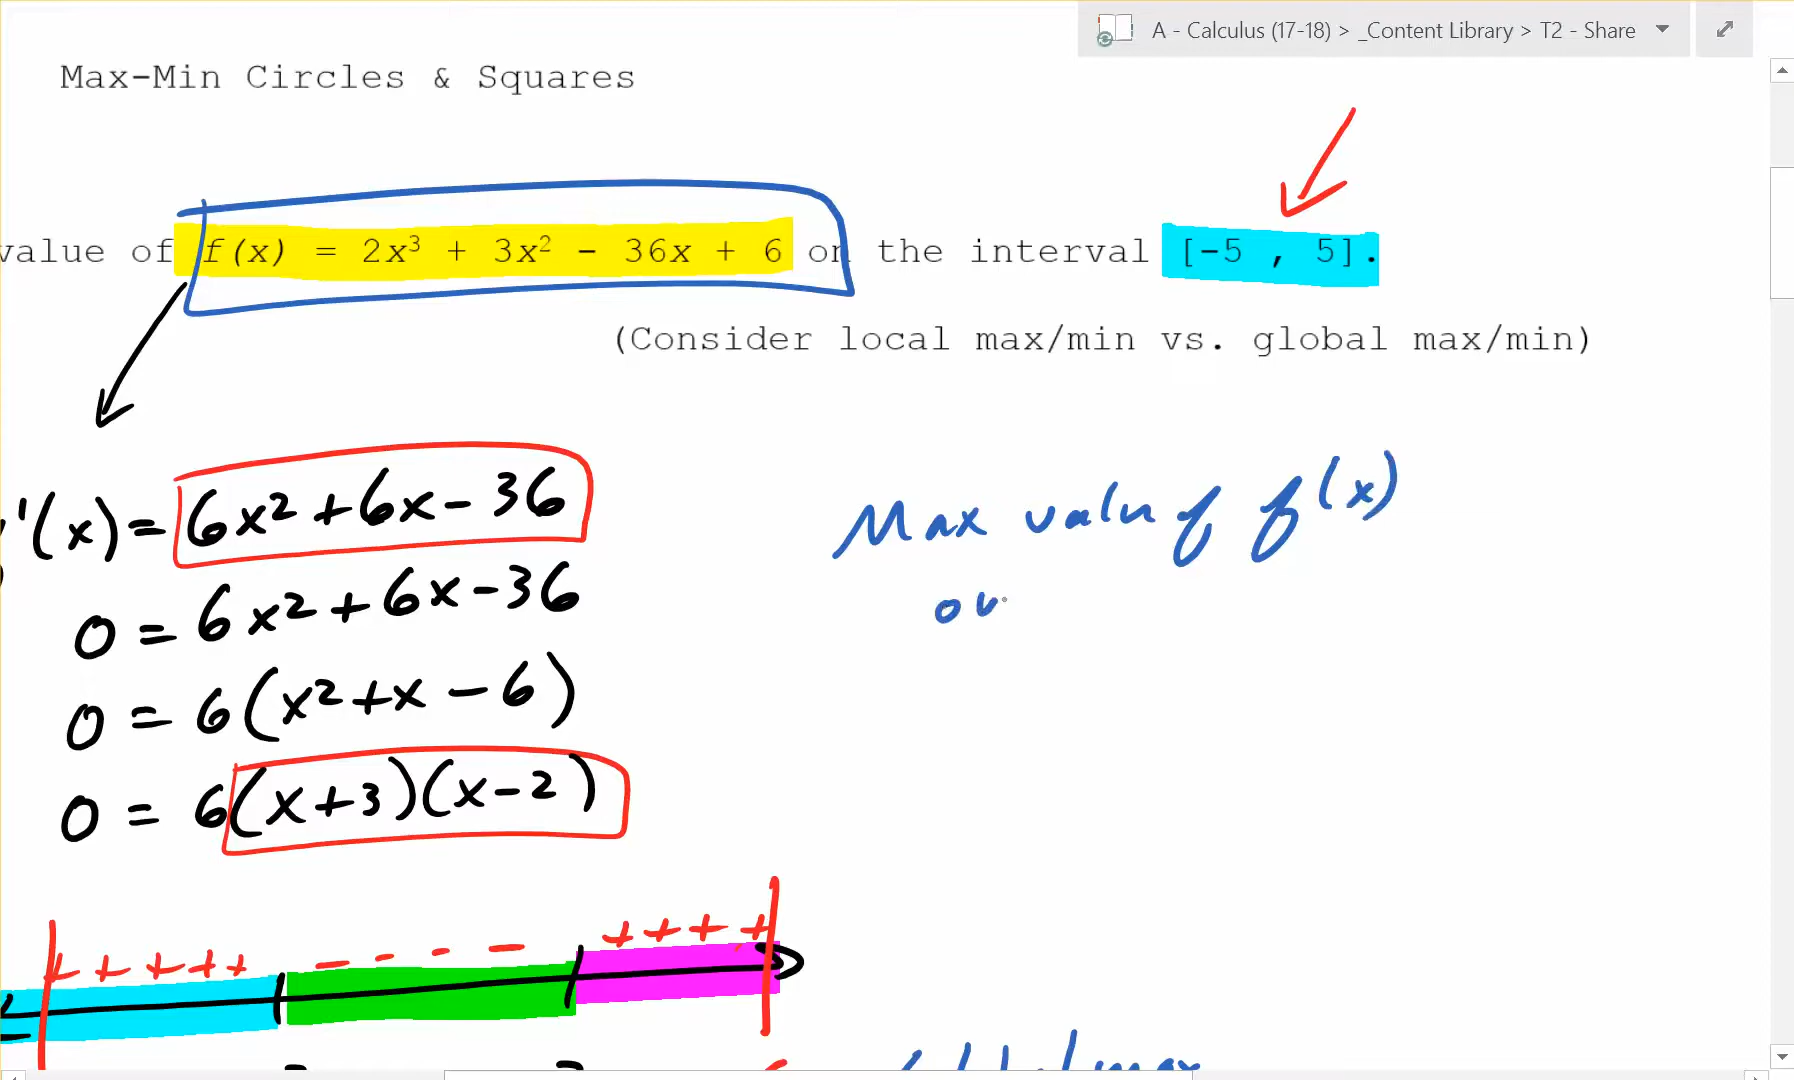 A - Calculus (17-18) > _Content Library > T2 - Share
Max-Min Circles & Squares
value of f(x) = 2x³ + 3x² - 36x + 6 on the interval [-5 , 5].
(Consider local max/min vs. global max/min)
'(x) = 6x² + 6x - 36
0 = 6x² + 6x - 36
0 = 6(x² + x - 6)
0 = 6(x + 3)(x - 2)
Max value of f(x)
ov
+ + + + + - - - - + + + +
max